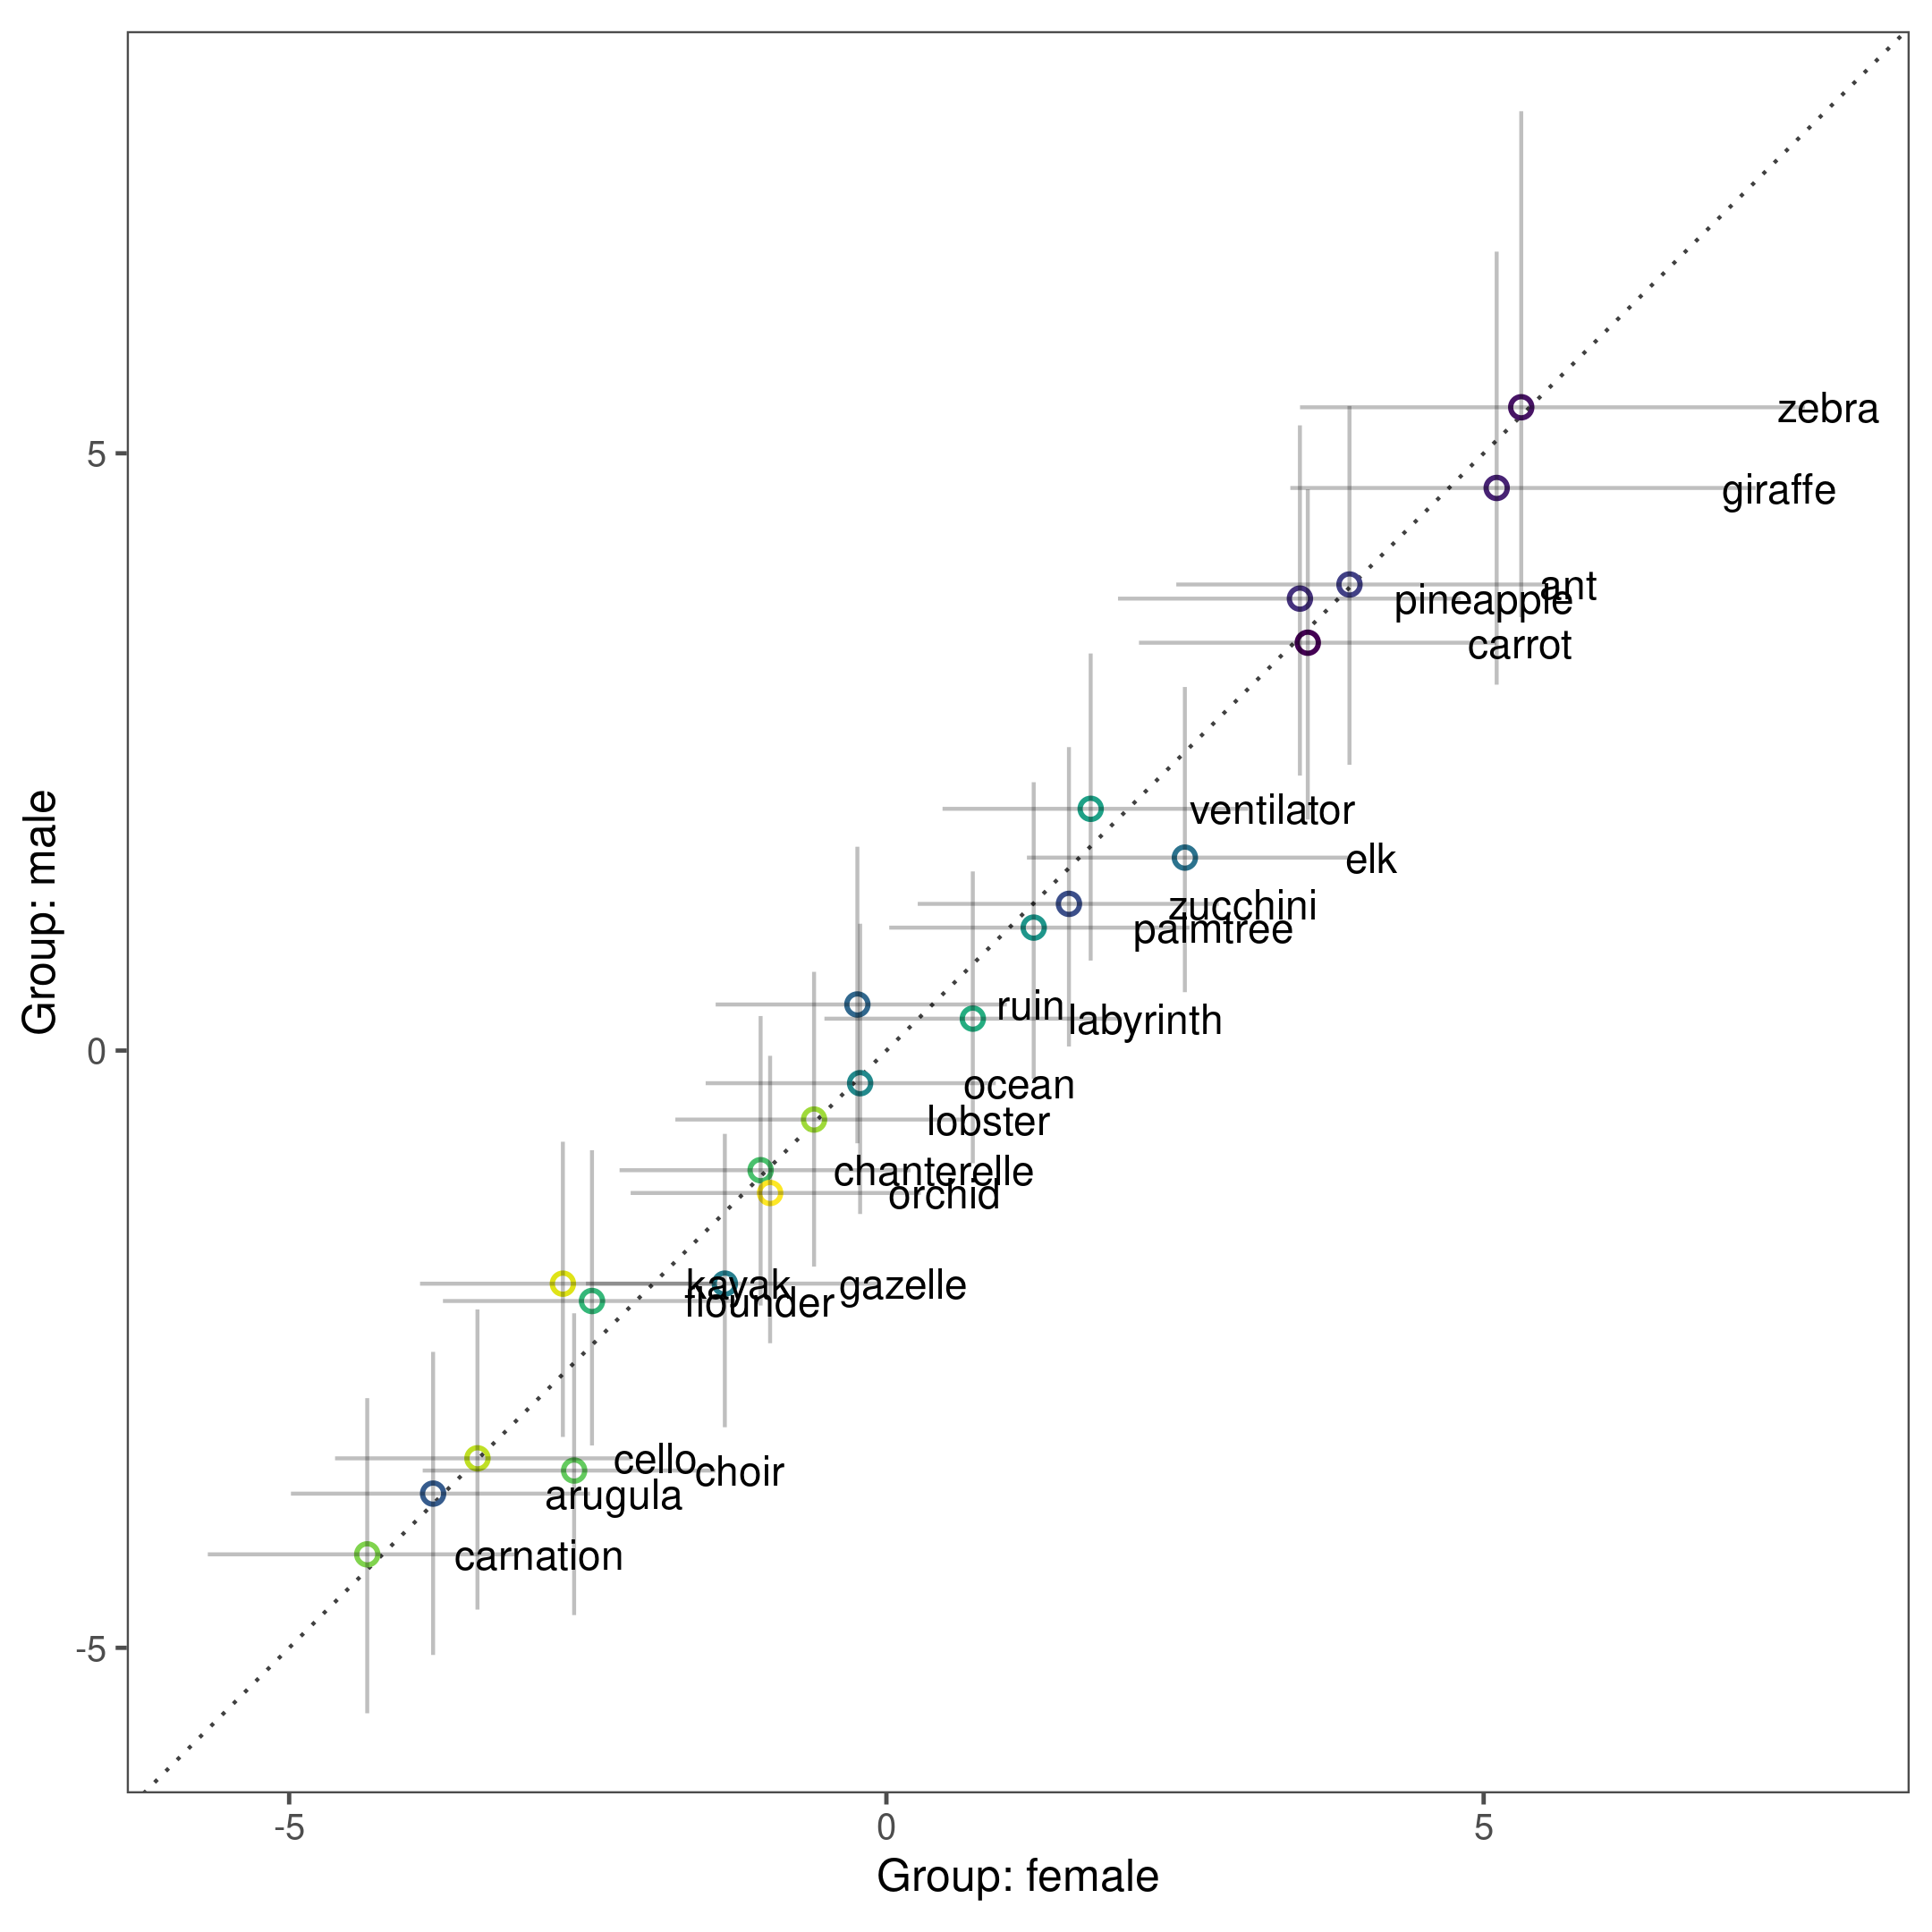 zebra
5
giraffe
ant
pineapple
carrot
ventilator
elk
zucchini
palmtree
Group: male
ruin
labyrinth
0
ocean
lobster
chanterelle
orchid
kayak
gazelle
flounder
cello
choir
arugula
carnation
-5
-5 0 5
Group: female